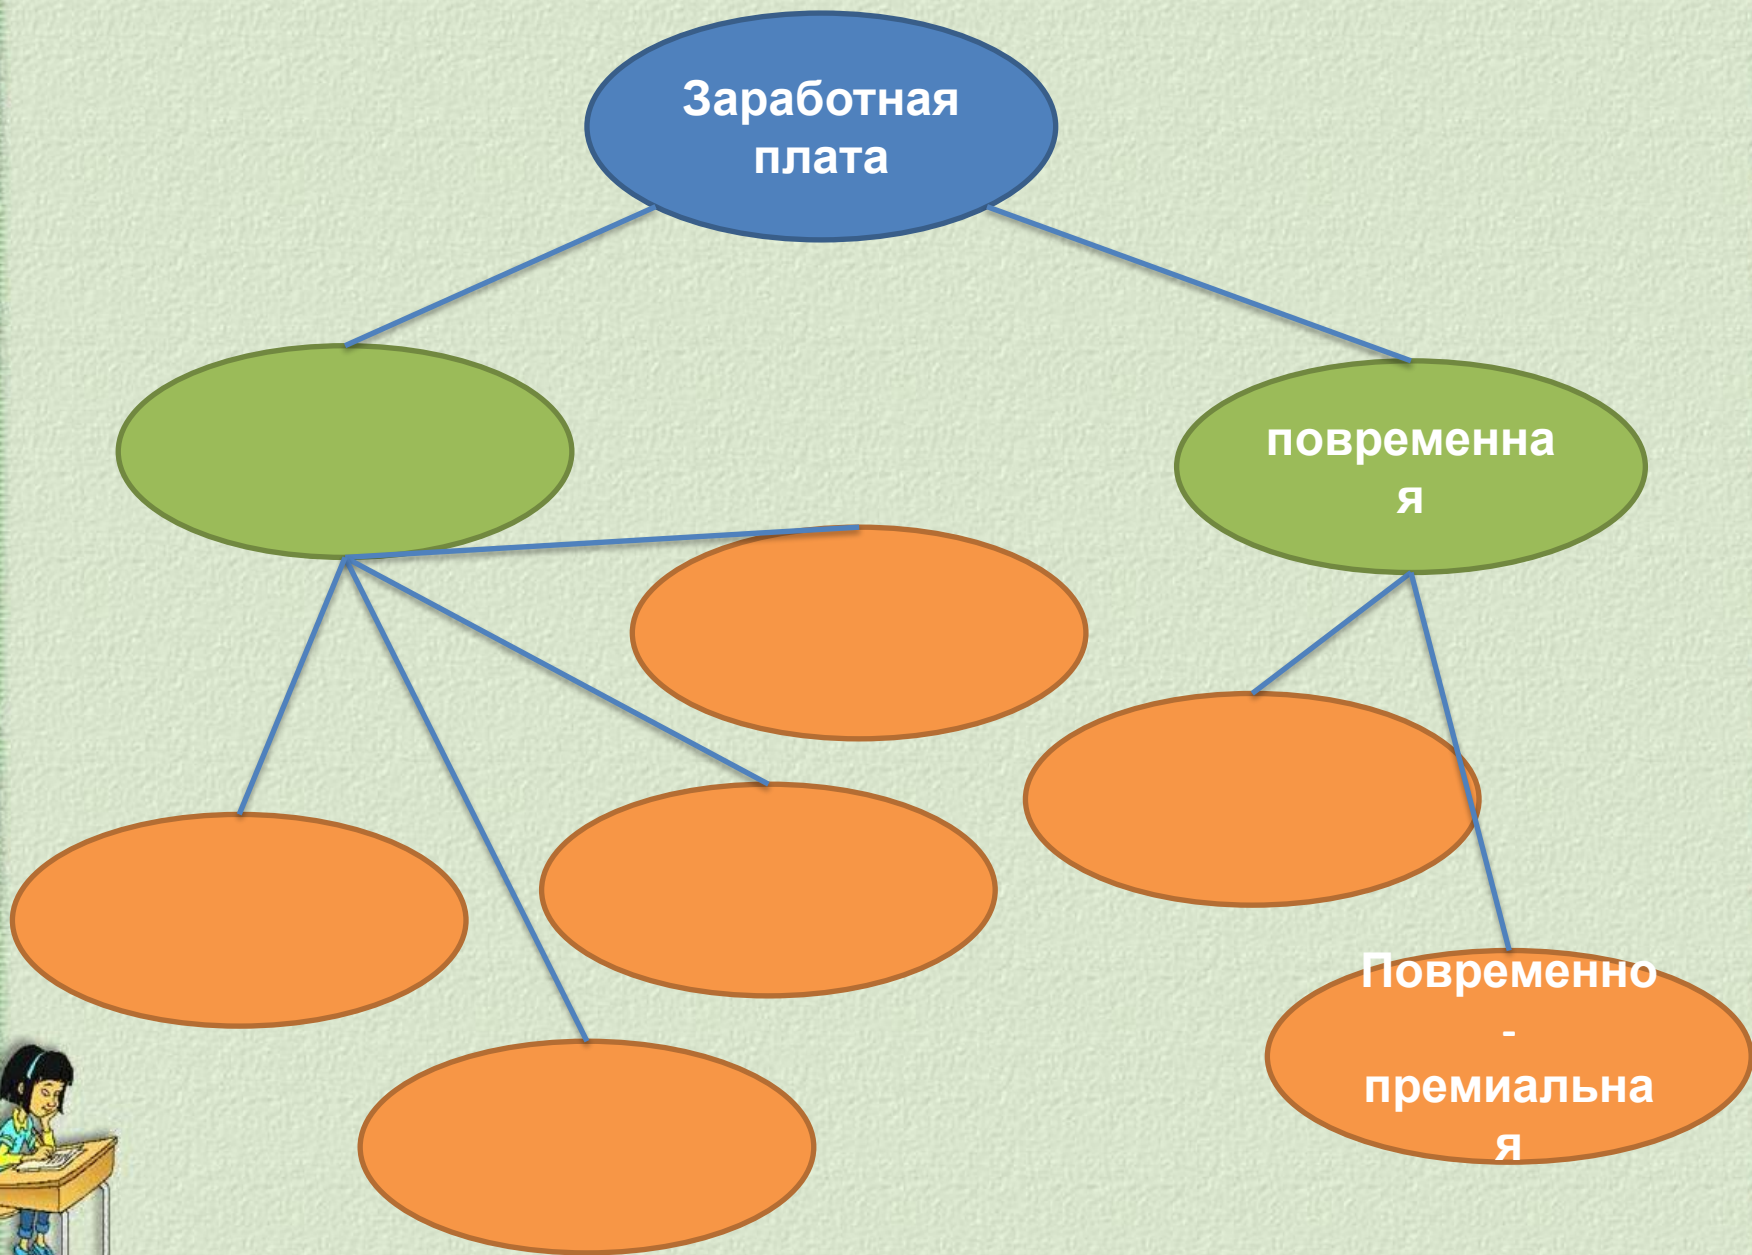 Заработная
плата
повременна
я
Повременно
-
премиальна
я